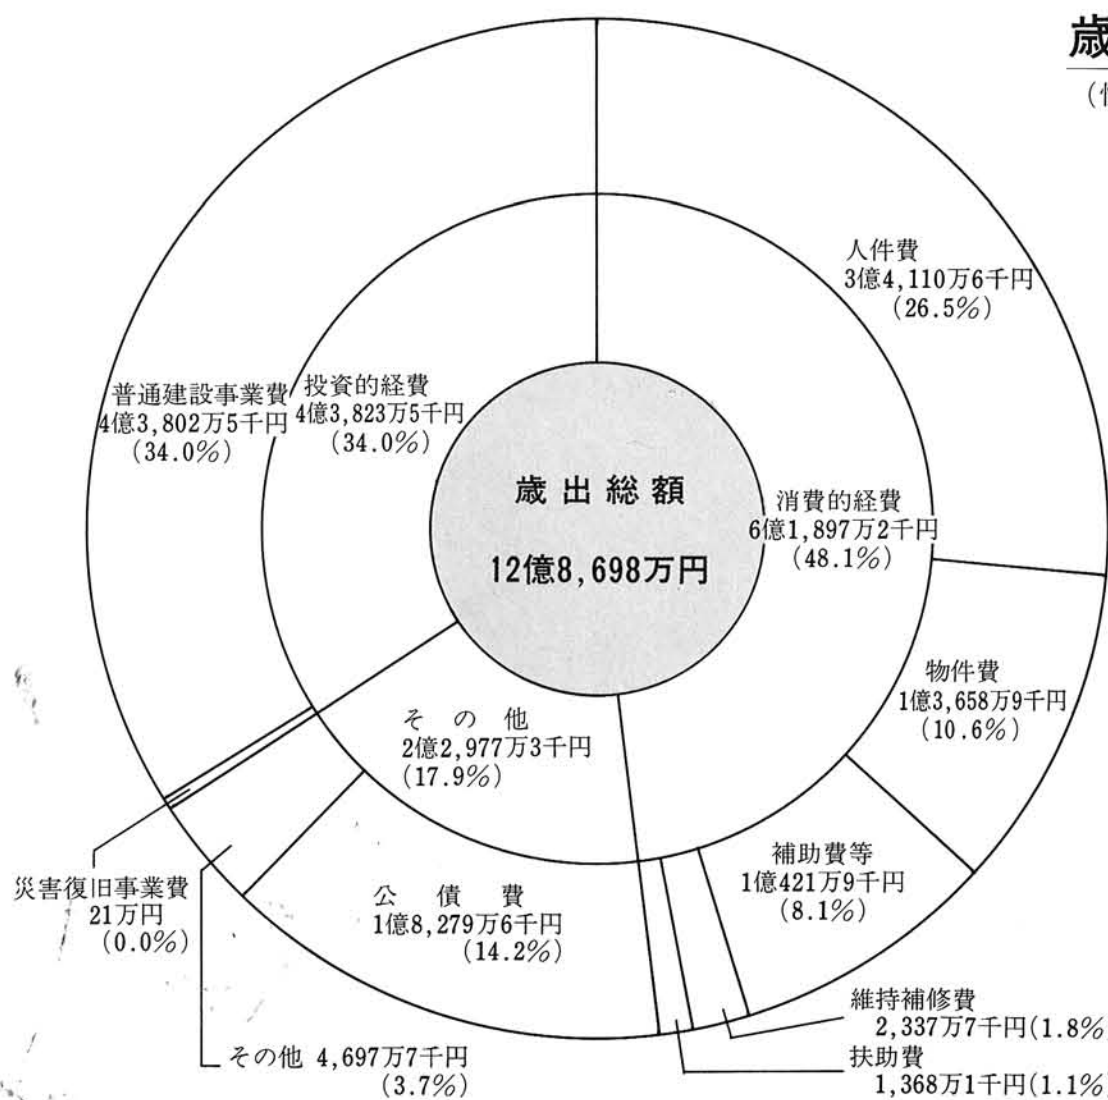 歳
人件費
3億4,110万6千円
(26.5%)
普通建設事業費
4億3,802万5千円
(34.0%)
投資的経費
4億3,823万5千円
(34.0%)
歳出総額
12億8,698万円
消費的経費
6億1,897万2千円
(48.1%)
物件費
1億3,658万9千円
(10.6%)
その他
2億2,977万3千円
(17.9%)
補助費等
1億421万9千円
(8.1%)
公債費
1億8,279万6千円
(14.2%)
災害復旧事業費
21万円
(0.0%)
維持補修費
2,337万7千円(1.8%
扶助費
1,368万1千円(1.1%)
その他 4,697万7千円
(3.7%)